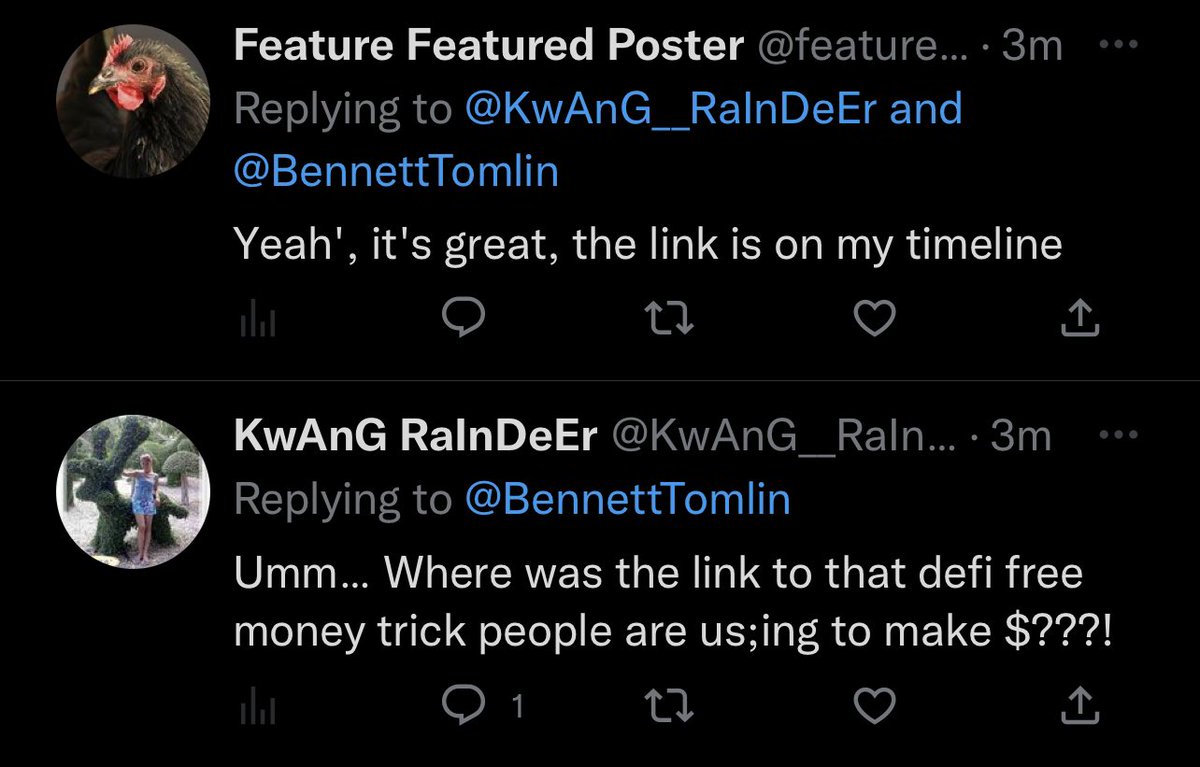 Feature Featured Poster @feature... · 3m
Replying to @KwAnG__RaInDeEr and
@BennettTomlin
Yeah', it's great, the link is on my timeline
KwAnG RaInDeEr @KwAnG__RaIn... · 3m
Replying to @BennettTomlin
Umm... Where was the link to that defi free
money trick people are us;ing to make $???!
1